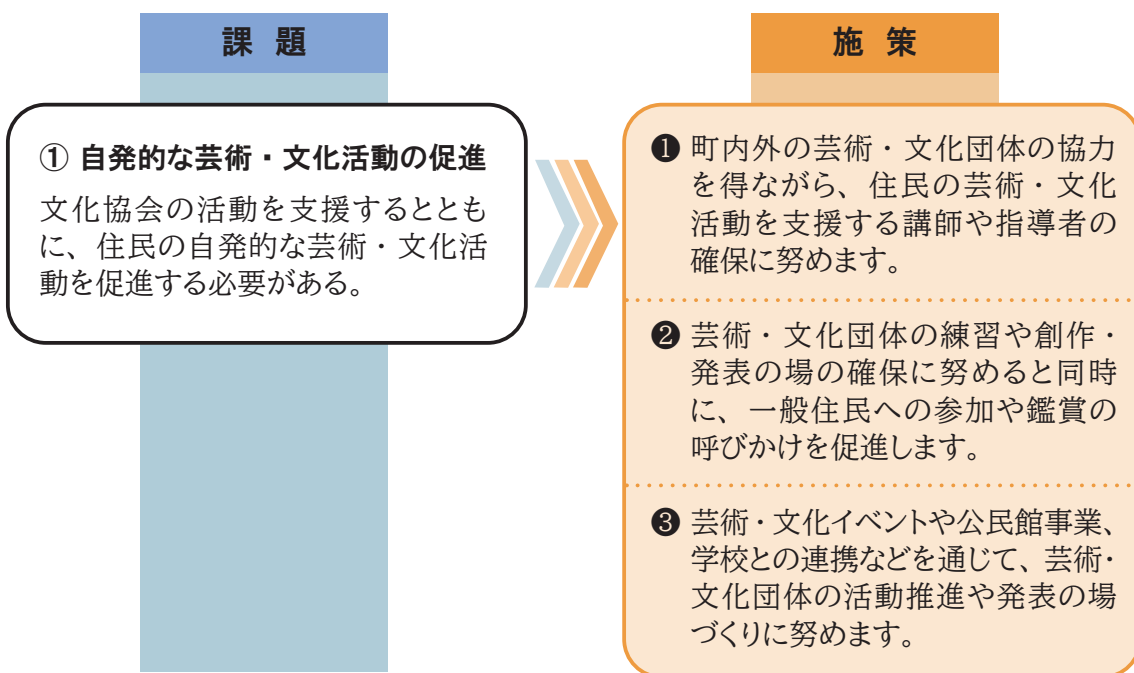 課 題
① 自発的な芸術・文化活動の促進
文化協会の活動を支援するととも
に、住民の自発的な芸術・文化活
動を促進する必要がある。
施 策
❶ 町内外の芸術・文化団体の協力
を得ながら、住民の芸術・文化
活動を支援する講師や指導者の
確保に努めます。
❷ 芸術・文化団体の練習や創作・
発表の場の確保に努めると同時
に、一般住民への参加や鑑賞の
呼びかけを促進します。
❸ 芸術・文化イベントや公民館事業、
学校との連携などを通じて、芸術・
文化団体の活動推進や発表の場
づくりに努めます。